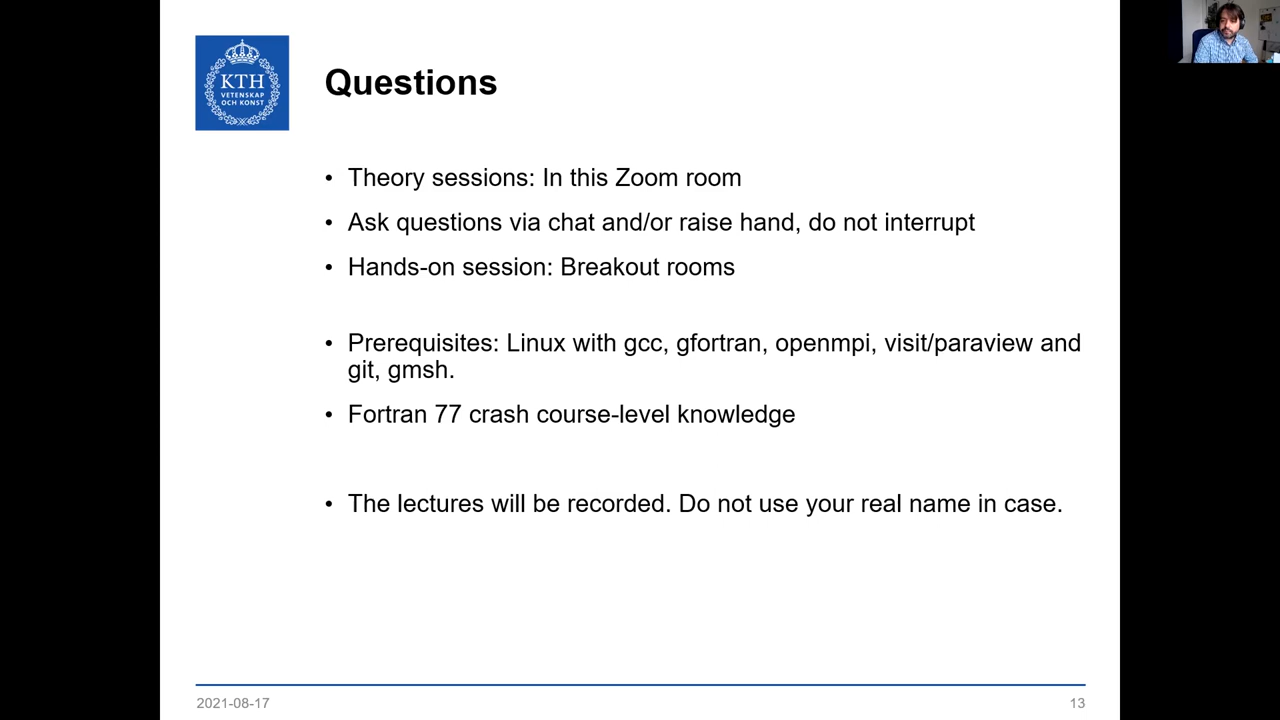 KTH
VETENSKAP
OCH KONST
Questions
• Theory sessions: In this Zoom room
• Ask questions via chat and/or raise hand, do not interrupt
• Hands-on session: Breakout rooms
• Prerequisites: Linux with gcc, gfortran, openmpi, visit/paraview and
git, gmsh.
• Fortran 77 crash course-level knowledge
• The lectures will be recorded. Do not use your real name in case.
2021-08-17
13